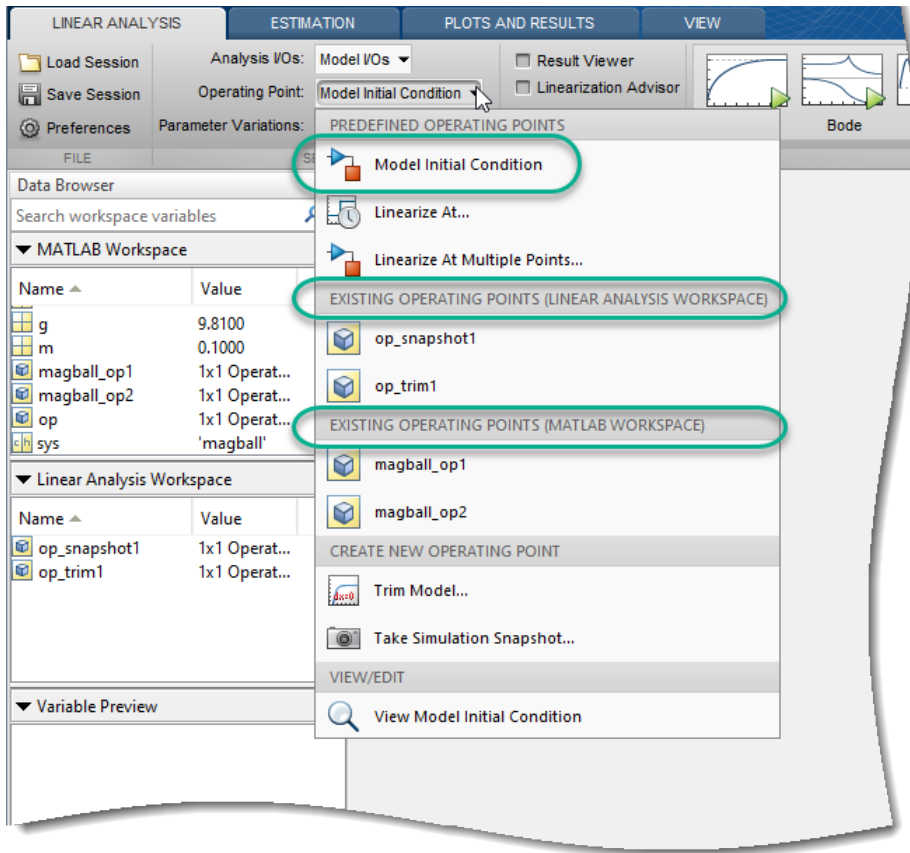 LINEAR ANALYSIS ESTIMATION PLOTS AND RESULTS VIEW
Load Session
Save Session
Preferences
FILE
Analysis I/Os: Model I/Os
Operating Point: Model Initial Condition
Parameter Variations:
Result Viewer
Linearization Advisor
Bode
PREDEFINED OPERATING POINTS
Model Initial Condition
Linearize At...
Linearize At Multiple Points...
EXISTING OPERATING POINTS (LINEAR ANALYSIS WORKSPACE)
op_snapshot1
op_trim1
EXISTING OPERATING POINTS (MATLAB WORKSPACE)
magball_op1
magball_op2
CREATE NEW OPERATING POINT
dx=0
Trim Model...
Take Simulation Snapshot...
VIEW/EDIT
View Model Initial Condition
Data Browser
Search workspace variables
MATLAB Workspace
Name Value
g 9.8100
m 0.1000
magball_op1 1x1 Operat...
magball_op2 1x1 Operat...
op 1x1 Operat...
ch sys 'magball'
Linear Analysis Workspace
Name Value
op_snapshot1 1x1 Operat...
op_trim1 1x1 Operat...
Variable Preview